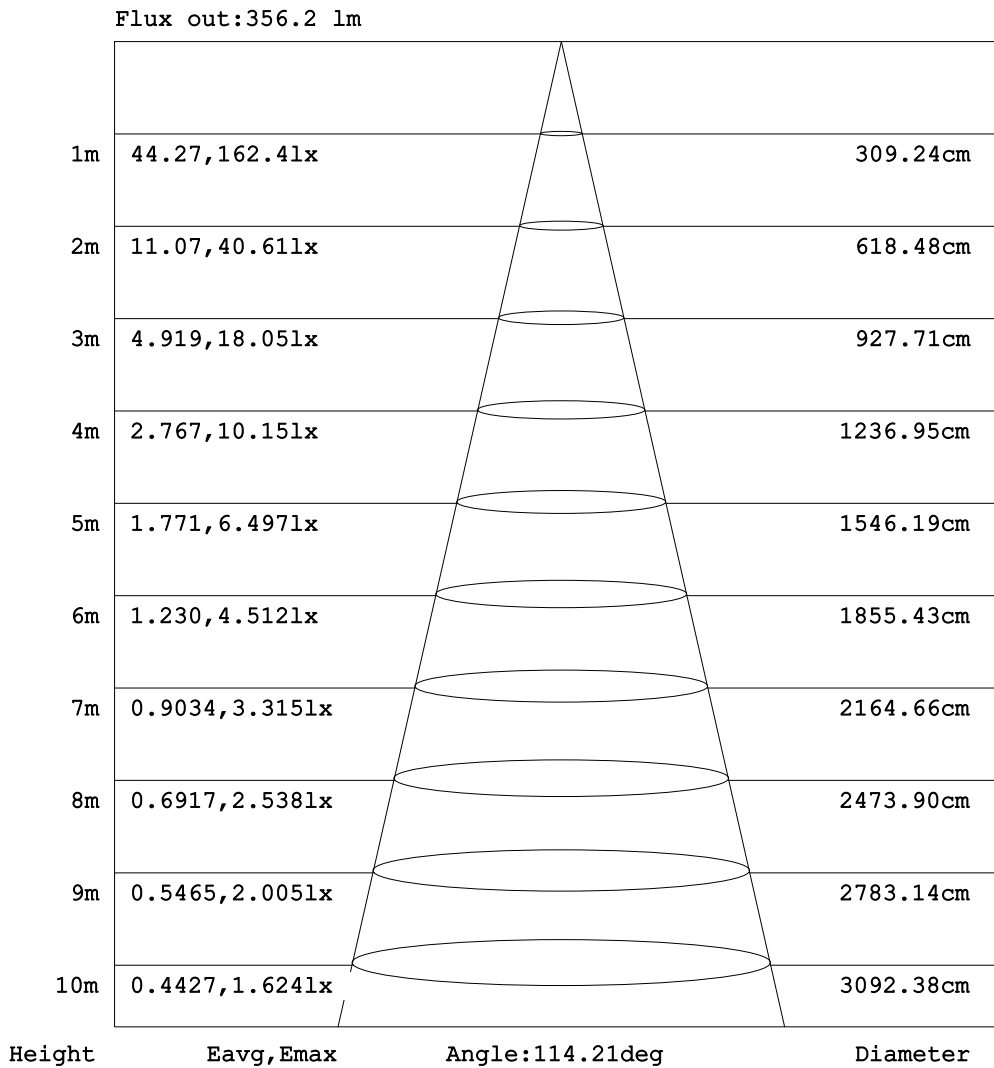 Flux out:356.2 lm
1m 44.27,162.4lx 309.24cm
2m 11.07,40.61lx 618.48cm
3m 4.919,18.05lx 927.71cm
4m 2.767,10.15lx 1236.95cm
5m 1.771,6.497lx 1546.19cm
6m 1.230,4.512lx 1855.43cm
7m 0.9034,3.315lx 2164.66cm
8m 0.6917,2.538lx 2473.90cm
9m 0.5465,2.005lx 2783.14cm
10m 0.4427,1.624lx 3092.38cm
Height Eavg,Emax Angle:114.21deg Diameter